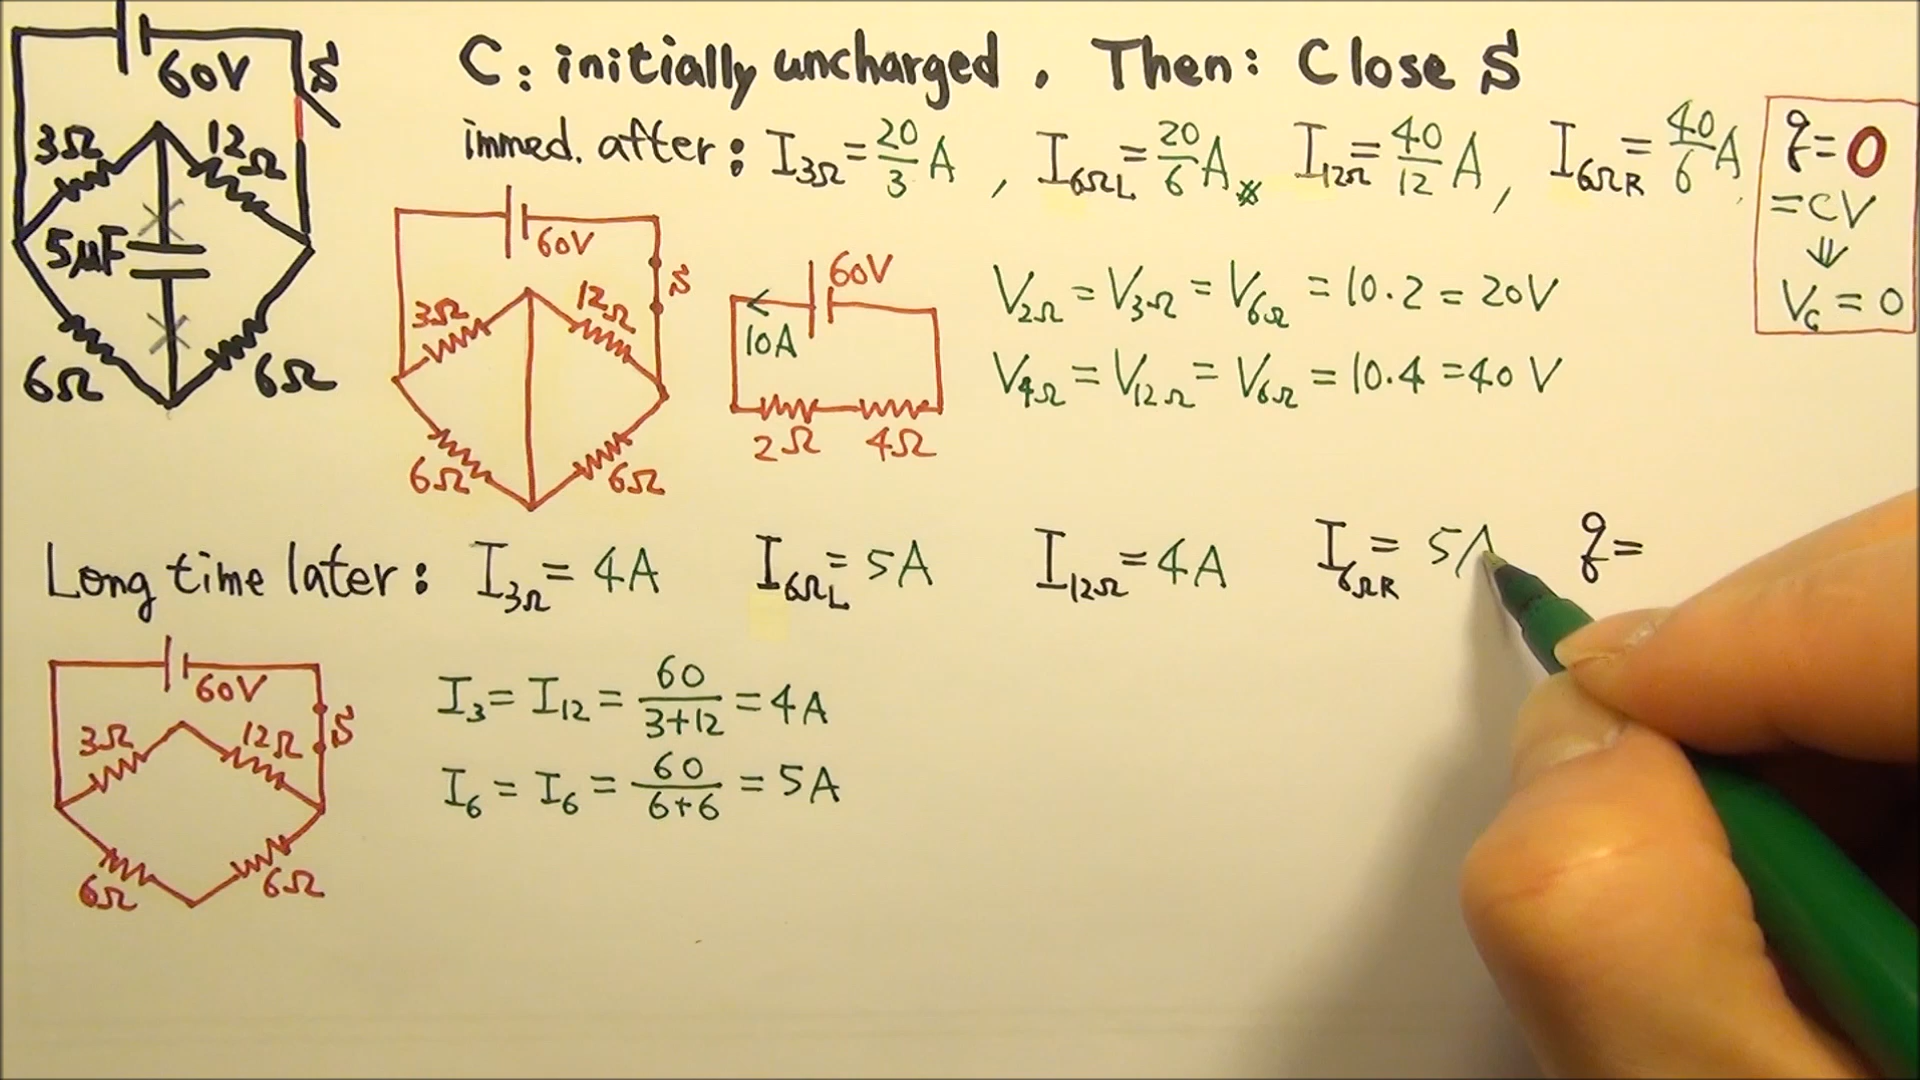 C: initially uncharged. Then: Close S
immed. after: I3Ω = 20/3 A, I6ΩL = 20/6 A, I12Ω = 40/12 A, I6ΩR = 40/6 A
q = 0
= CV
⇓
Vc = 0
60V
S
3Ω
12Ω
5μF
6Ω
6Ω
60V
S
3Ω
12Ω
6Ω
6Ω
60V
10A
2Ω
4Ω
V2Ω = V3Ω = V6Ω = 10.2 = 20V
V4Ω = V12Ω = V6Ω = 10.4 = 40V
Long time later: I3Ω = 4A I6ΩL = 5A I12Ω = 4A I6ΩR = 5A q =
60V
S
3Ω
12Ω
6Ω
6Ω
I3 = I12 = 60/3+12 = 4A
I6 = I6 = 60/6+6 = 5A